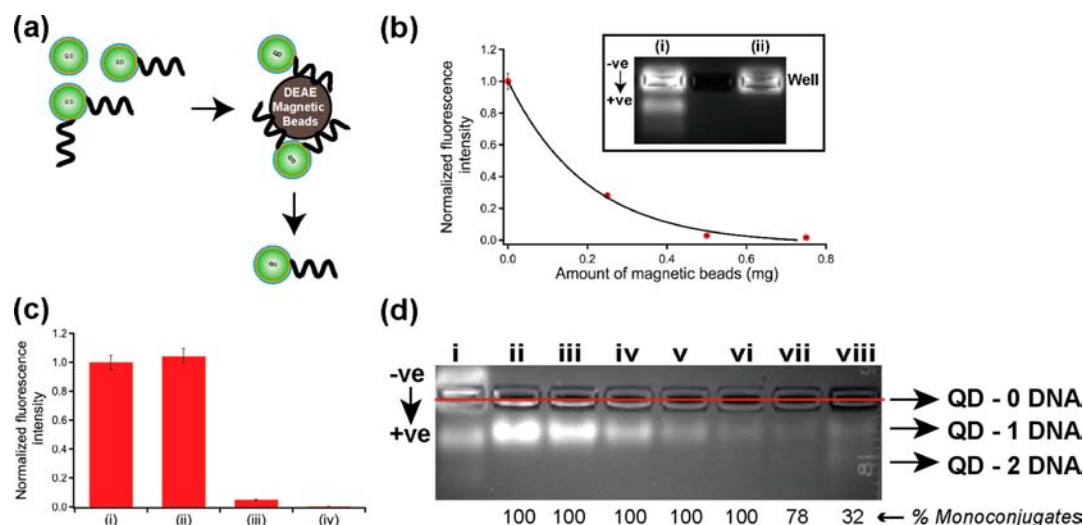 (a)
QD
QD
QD
QD
DEAE
Magnetic
Beads
QD
QD
(b)
Normalized fluorescence
intensity
1.2
1.0
0.8
0.6
0.4
0.2
0.0
0.0 0.2 0.4 0.6 0.8
Amount of magnetic beads (mg)
(i) (ii)
-ve
+ve
Well
(c)
Normalized fluorescence
intensity
1.2
1.0
0.8
0.6
0.4
0.2
0.0
(i) (ii) (iii) (iv)
(d)
i ii iii iv v vi vii viii
-ve
+ve
QD - 0 DNA
QD - 1 DNA
QD - 2 DNA
100 100 100 100 100 78 32 ← % Monoconjugates